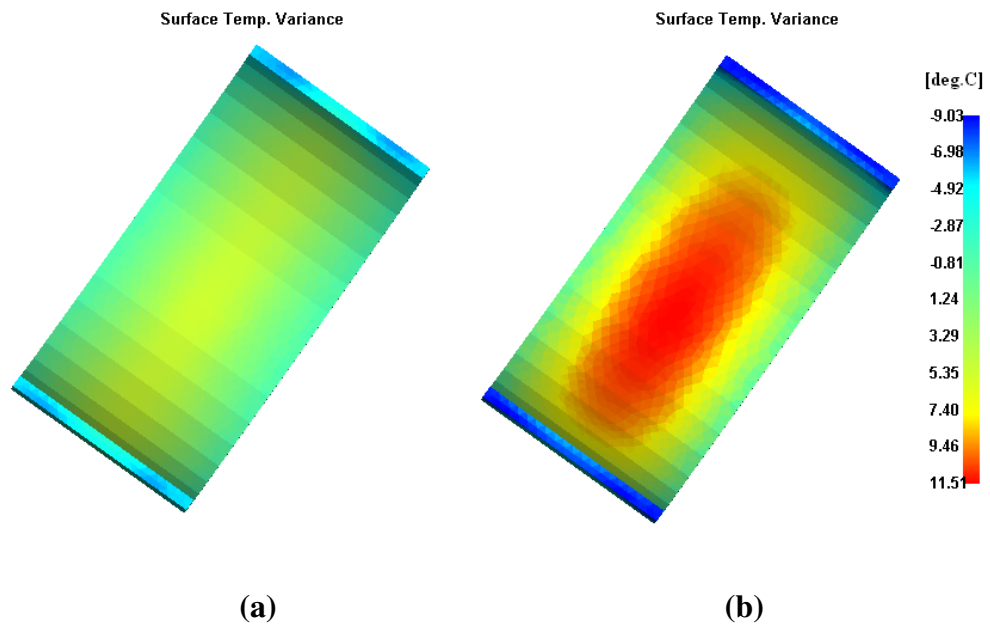 Surface Temp. Variance
Surface Temp. Variance
[deg.C]
-9.03
-6.98
-4.92
-2.87
-0.81
1.24
3.29
5.35
7.40
9.46
11.51
(a)
(b)